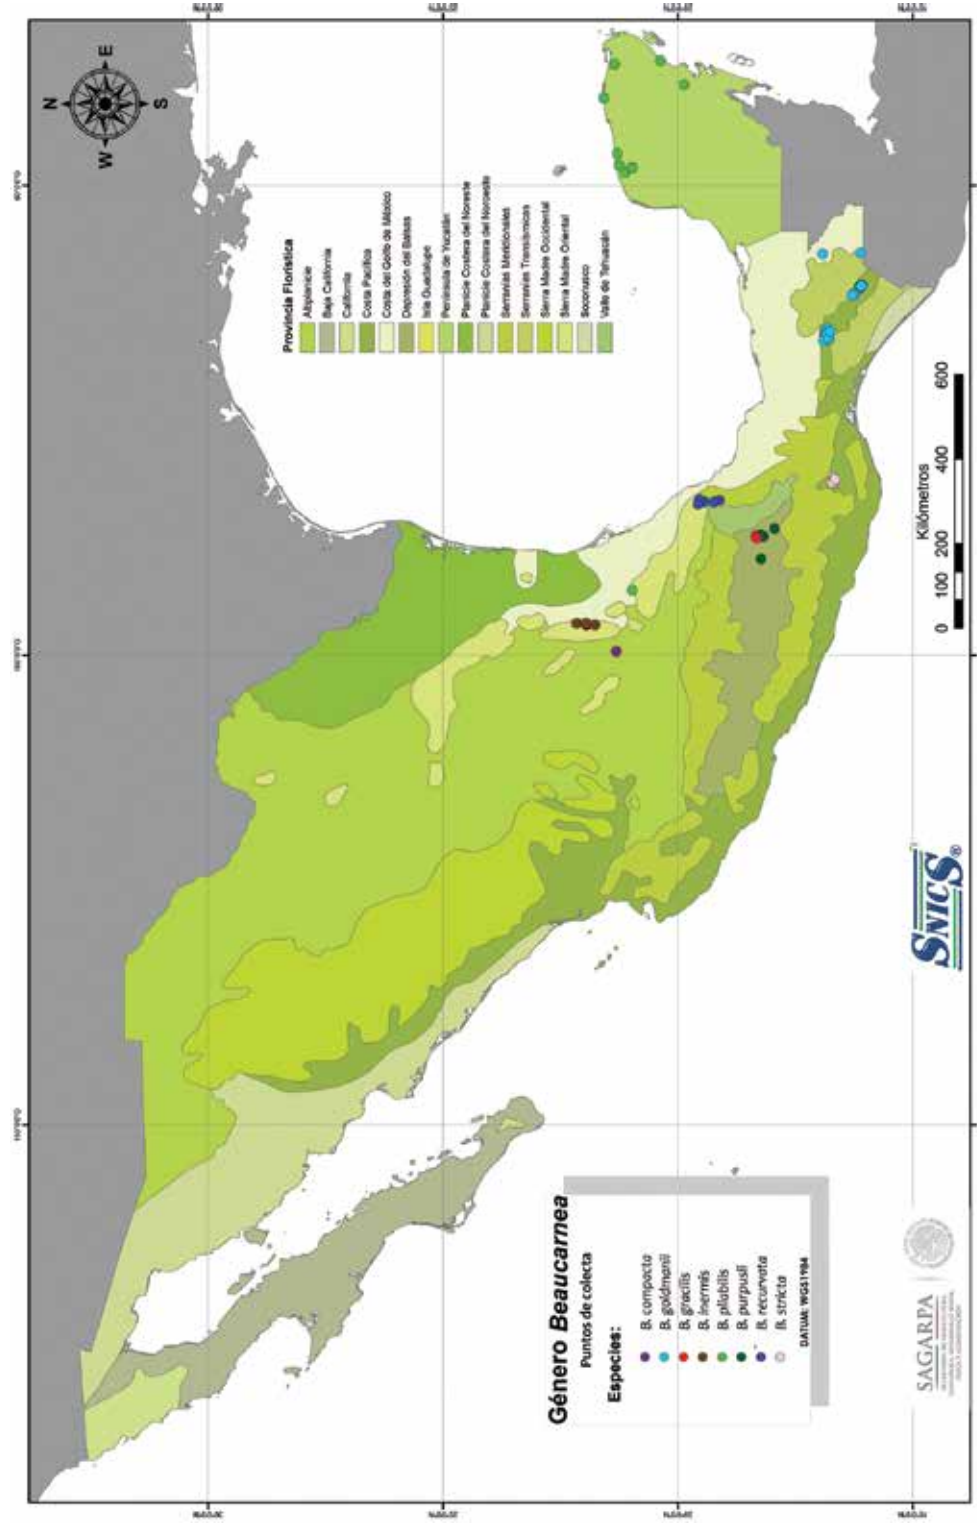 N
W
E
S
Provincia Florística
Altiplanicie
Baja California
California
Costa Pacífica
Costa del Golfo de México
Depresión del Balsas
Isla Guadalupe
Península de Yucatán
Planicie Costera del Noreste
Planicie Costera del Noroeste
Serranías Meridionales
Serranías Transístmicas
Sierra Madre Occidental
Sierra Madre Oriental
Soconusco
Valle de Tehuacán
Género Beaucarnea
Puntos de colecta
Especies:
B. compacta
B. goldmanii
B. gracilis
B. inermis
B. pliabilis
B. purpusii
B. recurvata
B. stricta
DATUM: WGS1984
SAGARPA
SNICS®
Kilómetros
0 100 200 400 600